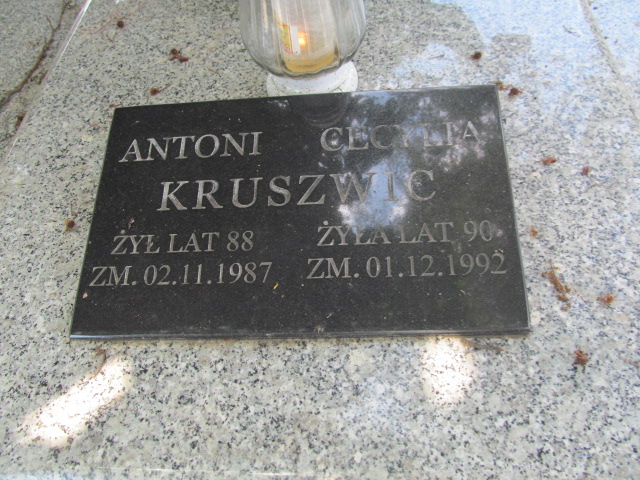 ANTONI CECYLIA
KRUSZWIC
ŻYŁ LAT 88 ŻYŁA LAT 90
ZM. 02.11.1987 ZM. 01.12.1992